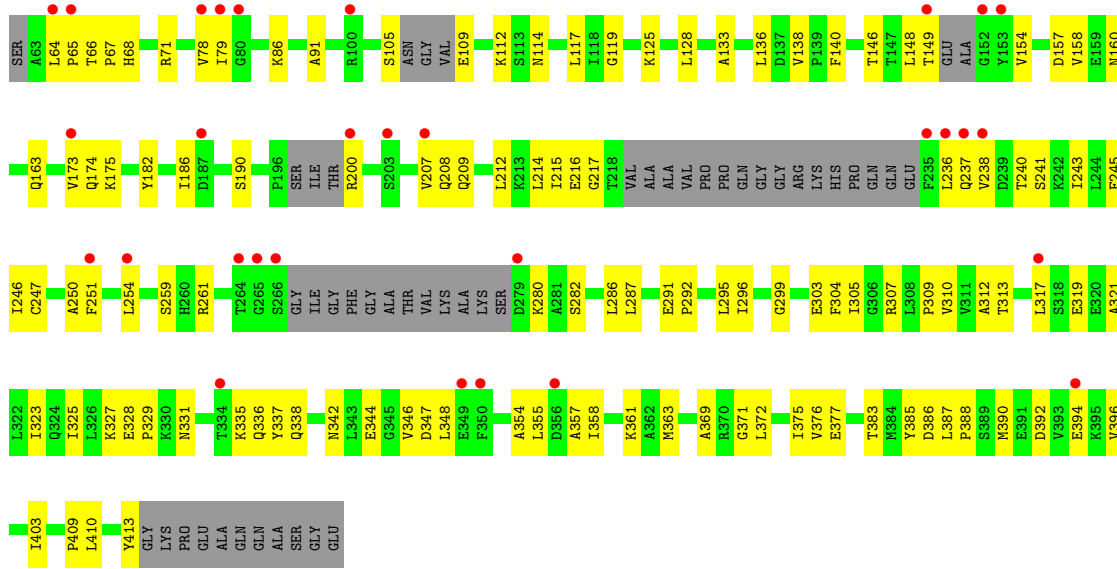 SER A63 L64 P65 T66 P67 H68 R71 V78 I79 G80 K86 A91 R100 S105 ASN GLY VAL E109 K112 S113 N114 L117 I118 G119 K125 L128 A133 L136 D137 V138 P139 F140 T146 T147 L148 T149 GLU ALA G152 Y153 V154 D157 V158 E159 N160
Q163 V173 Q174 K175 Y182 I186 D187 S190 P196 SER ILE THR R200 S203 V207 Q208 Q209 L212 K213 L214 I215 E216 G217 T218 VAL ALA ALA VAL PRO PRO GLN GLY GLY ARG LYS HIS PRO GLN GLN GLU F235 L236 Q237 V238 D239 T240 S241 K242 I243 L244 F245
I246 C247 A250 F251 L254 S259 H260 R261 T264 G265 S266 GLY ILE GLY PHE GLY ALA THR VAL LYS ALA LYS SER D279 K280 A281 S282 L286 L287 E291 P292 L295 I296 G299 E303 F304 I305 G306 R307 L308 P309 V310 V311 A312 T313 L317 S318 E319 E320 A321
L322 I323 Q324 I325 L326 K327 E328 P329 K330 N331 T334 K335 Q336 Y337 Q338 N342 L343 E344 G345 V346 D347 L348 E349 F350 A354 L355 D356 A357 I358 K361 A362 M363 A369 R370 G371 L372 I375 V376 E377 T383 M384 Y385 D386 L387 P388 S389 M390 E391 D392 V393 E394 K395 V396
I403 P409 L410 Y413 GLY LYS PRO GLU ALA GLN GLN ALA SER GLY GLU